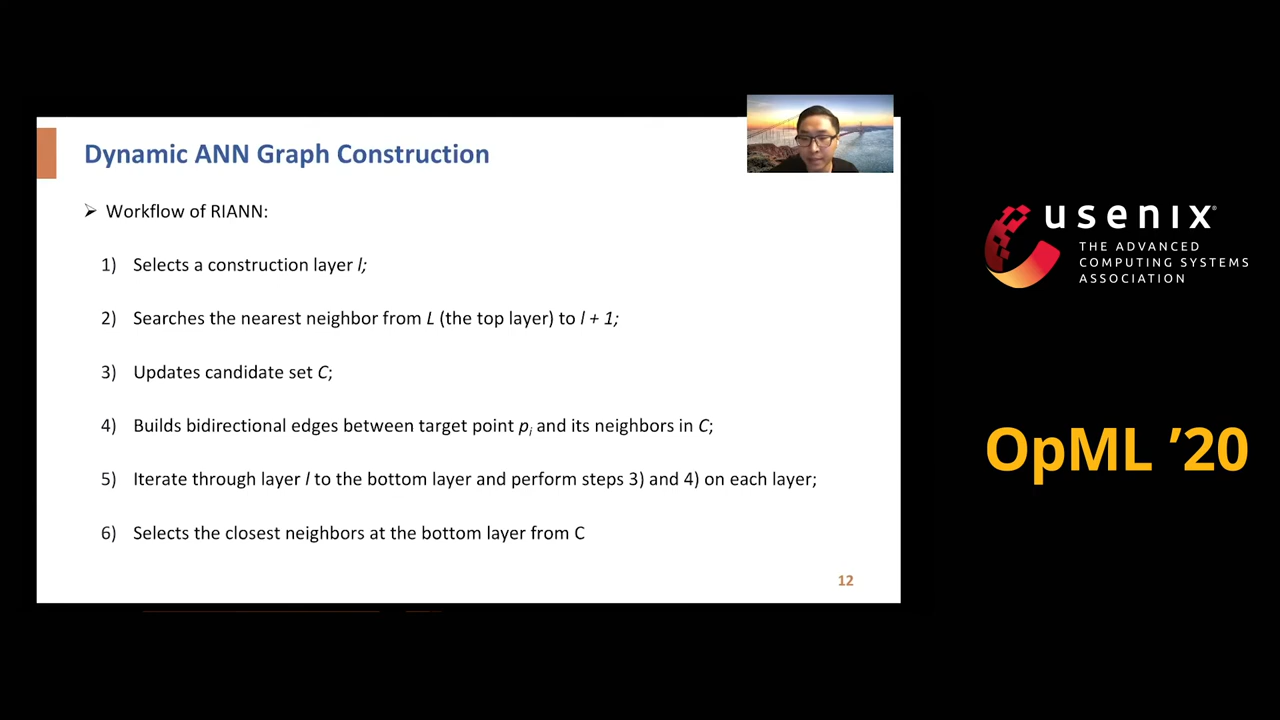 Dynamic ANN Graph Construction
➢ Workflow of RIANN:
1) Selects a construction layer l;
2) Searches the nearest neighbor from L (the top layer) to l + 1;
3) Updates candidate set C;
4) Builds bidirectional edges between target point pi and its neighbors in C;
5) Iterate through layer l to the bottom layer and perform steps 3) and 4) on each layer;
6) Selects the closest neighbors at the bottom layer from C
12
usenix®
THE ADVANCED
COMPUTING SYSTEMS
ASSOCIATION
OpML ’20